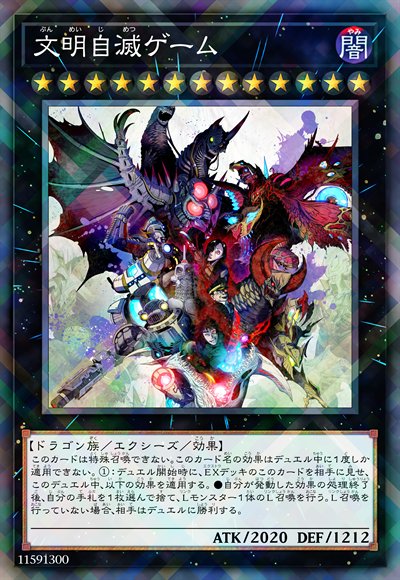 文明自滅ゲーム
闇
【ドラゴン族／エクシーズ／効果】
このカードは特殊召喚できない。このカード名の効果はデュエル中に１度しか
適用できない。①：デュエル開始時に、EXデッキのこのカードを相手に見せ、
このデュエル中、以下の効果を適用する。●自分が発動した効果の処理終了
後、自分の手札を１枚選んで捨て、Lモンスター１体のL召喚を行う。L召喚を
行っていない場合、相手はデュエルに勝利する。
ATK/2020 DEF/1212
11591300